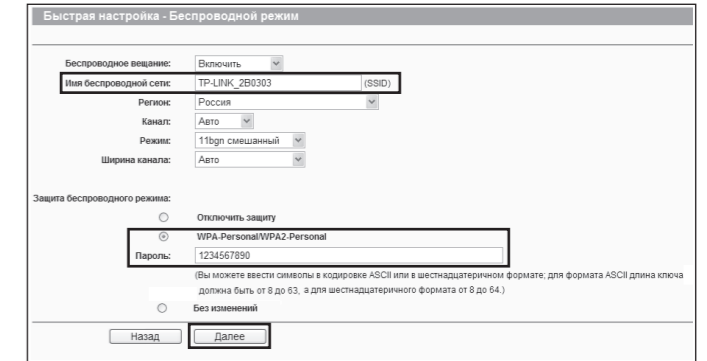 Быстрая настройка - Беспроводной режим
Беспроводное вещание: Включить
Имя беспроводной сети: TP-LINK_2B0303 (SSID)
Регион: Россия
Канал: Авто
Режим: 11bgn смешанный
Ширина канала: Авто
Защита беспроводного режима:
Отключить защиту
WPA-Personal/WPA2-Personal
Пароль: 1234567890
(Вы можете ввести символы в кодировке ASCII или в шестнадцатеричном формате; для формата ASCII длина ключа
должна быть от 8 до 63, а для шестнадцатеричного формата от 8 до 64.)
Без изменений
Назад Далее